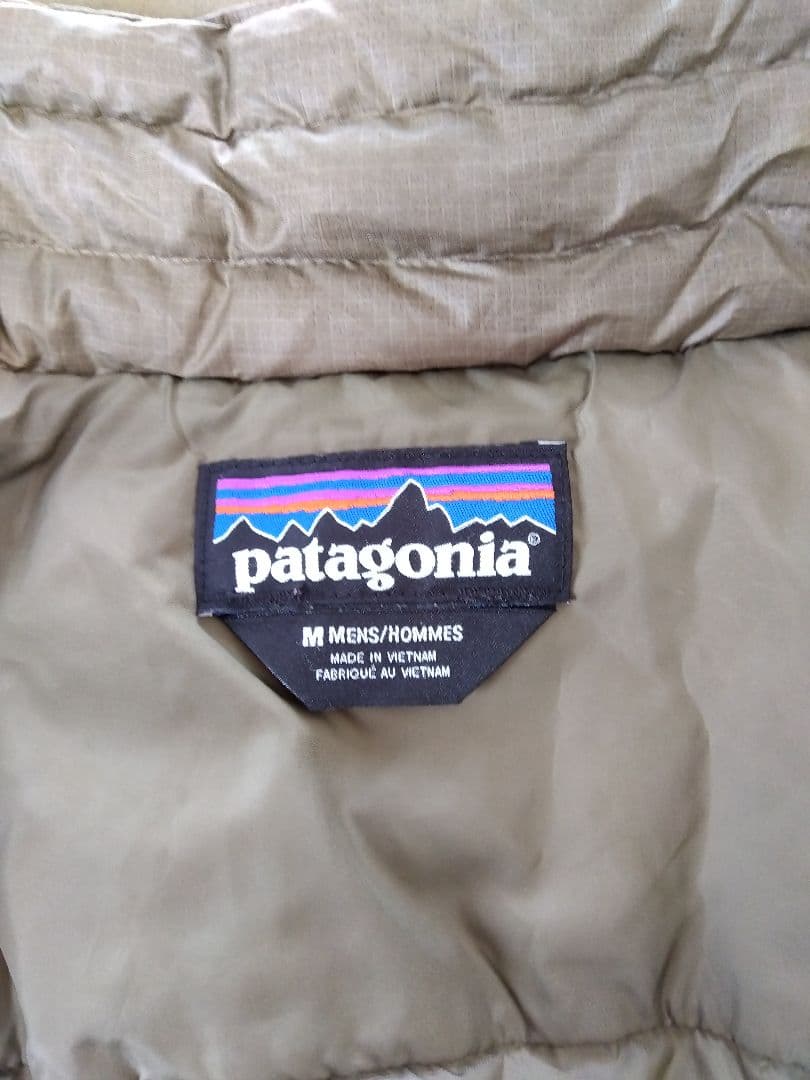 patagonia®
M MENS/HOMMES
MADE IN VIETNAM
FABRIQUÉ AU VIETNAM